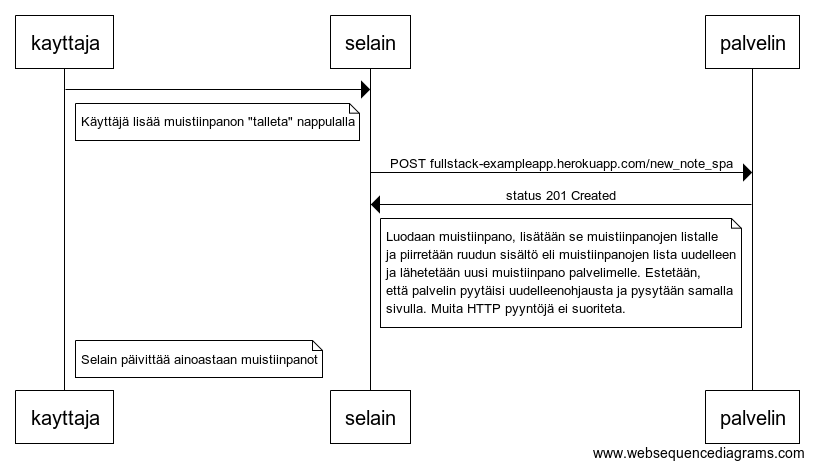 kayttaja
selain
palvelin
Käyttäjä lisää muistiinpanon "talleta" nappulalla
POST fullstack-exampleapp.herokuapp.com/new_note_spa
status 201 Created
Luodaan muistiinpano, lisätään se muistiinpanojen listalle
ja piirretään ruudun sisältö eli muistiinpanojen lista uudelleen
ja lähetetään uusi muistiinpano palvelimelle. Estetään,
että palvelin pyytäisi uudelleenohjausta ja pysytään samalla
sivulla. Muita HTTP pyyntöjä ei suoriteta.
Selain päivittää ainoastaan muistiinpanot
kayttaja
selain
palvelin
www.websequencediagrams.com